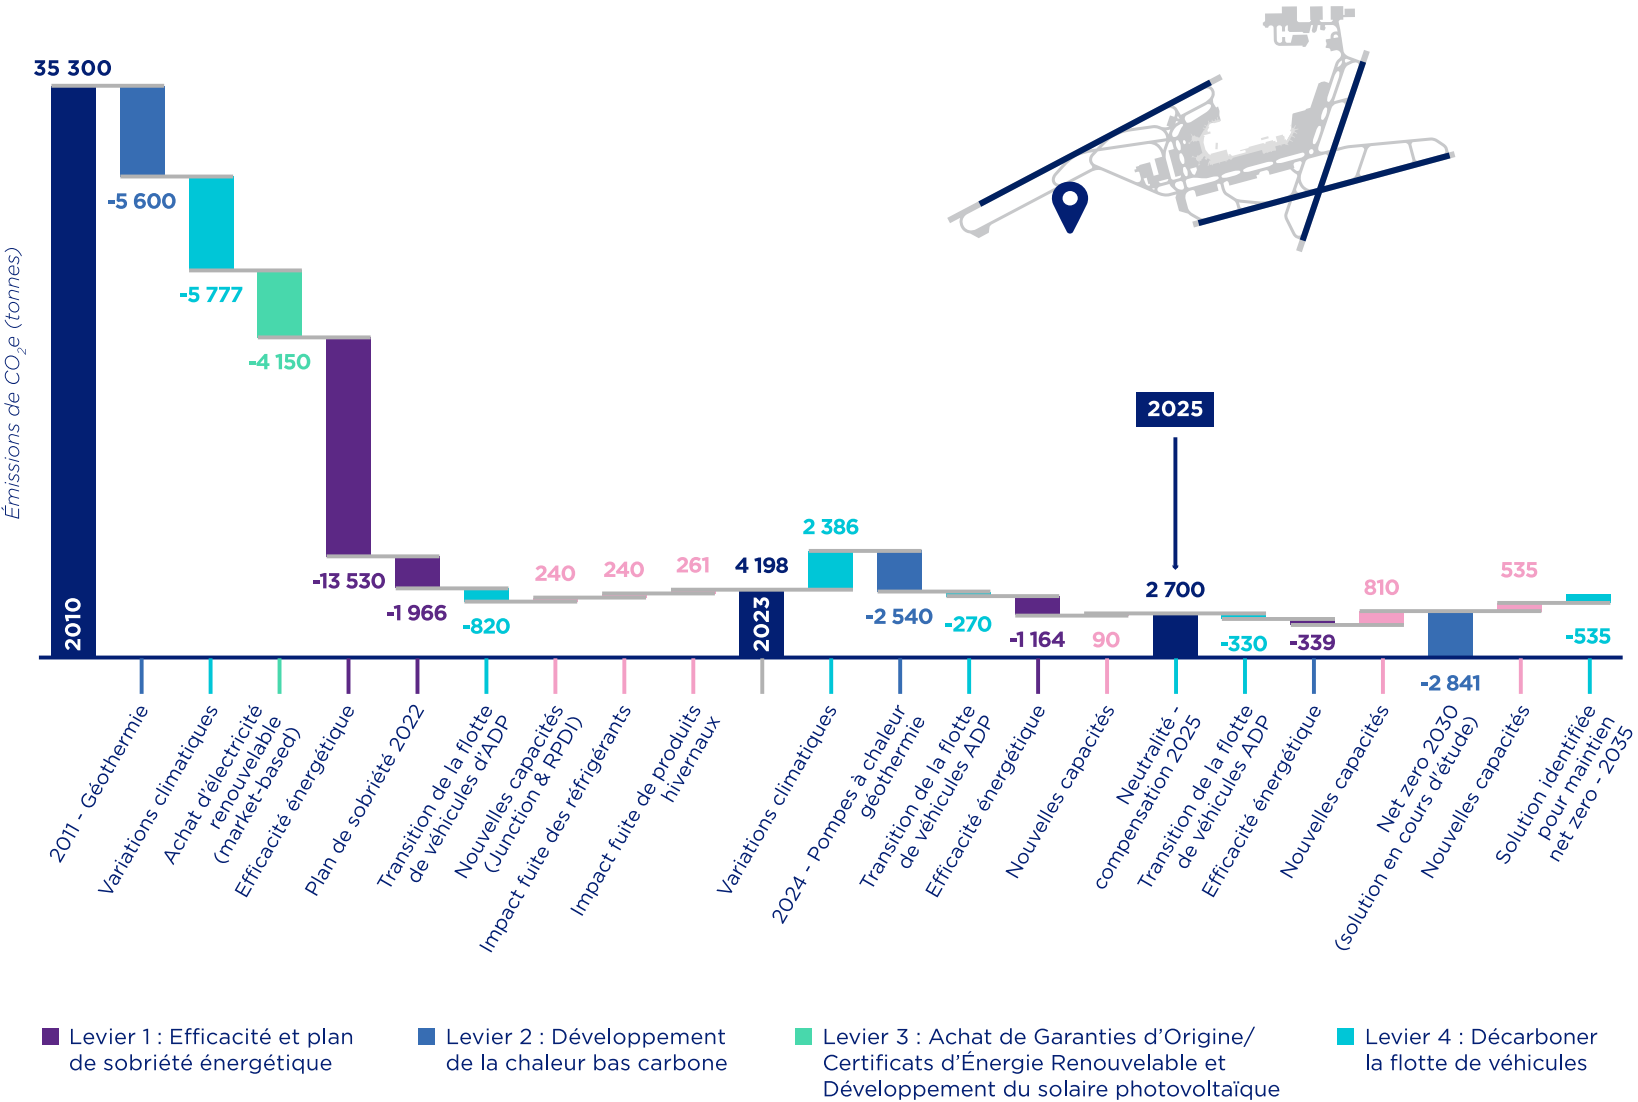 35 300
-5 600
-5 777
-4 150
-13 530
-1 966
-820
240
240
261
4 198
2 386
-2 540
-270
-1 164
90
2025
2 700
-330
-339
810
-2 841
535
-535
Émissions de CO2e (tonnes)
2010
2023
2011 - Géothermie
Variations climatiques
Achat d'électricité
renouvelable
(market-based)
Efficacité énergétique
Plan de sobriété 2022
Transition de la flotte
de véhicules d'ADP
Nouvelles capacités
(Junction & RPDI)
Impact fuite des réfrigérants
Impact fuite de produits
hivernaux
Variations climatiques
2024 - Pompes à chaleur
géothermie
Transition de la flotte
de véhicules ADP
Efficacité énergétique
Nouvelles capacités
Neutralité -
compensation 2025
Transition de la flotte
de véhicules ADP
Efficacité énergétique
Nouvelles capacités
Net zero 2030
(solution en cours d'étude)
Nouvelles capacités
Solution identifiée
pour maintien
net zero - 2035
Levier 1 : Efficacité et plan
de sobriété énergétique
Levier 2 : Développement
de la chaleur bas carbone
Levier 3 : Achat de Garanties d'Origine/
Certificats d'Énergie Renouvelable et
Développement du solaire photovoltaïque
Levier 4 : Décarboner
la flotte de véhicules